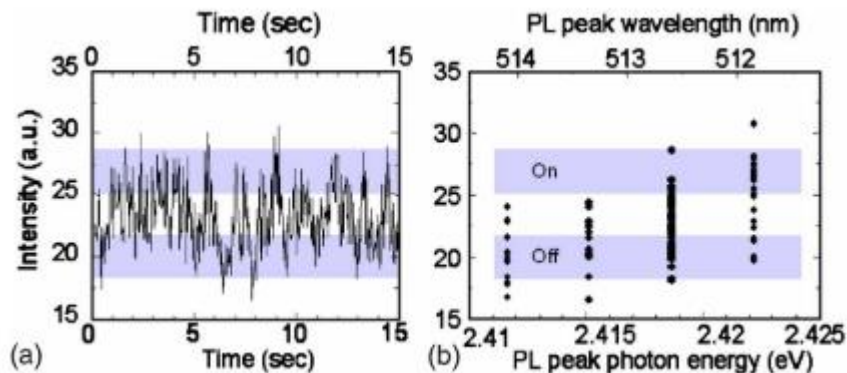 Time (sec)
0 5 10 15
35
30
25
20
15
Intensity (a.u.)
0 5 10 15
Time (sec)
(a)
PL peak wavelength (nm)
514 513 512
35
30
25
20
15
On
Off
2.41 2.415 2.42 2.425
PL peak photon energy (eV)
(b)